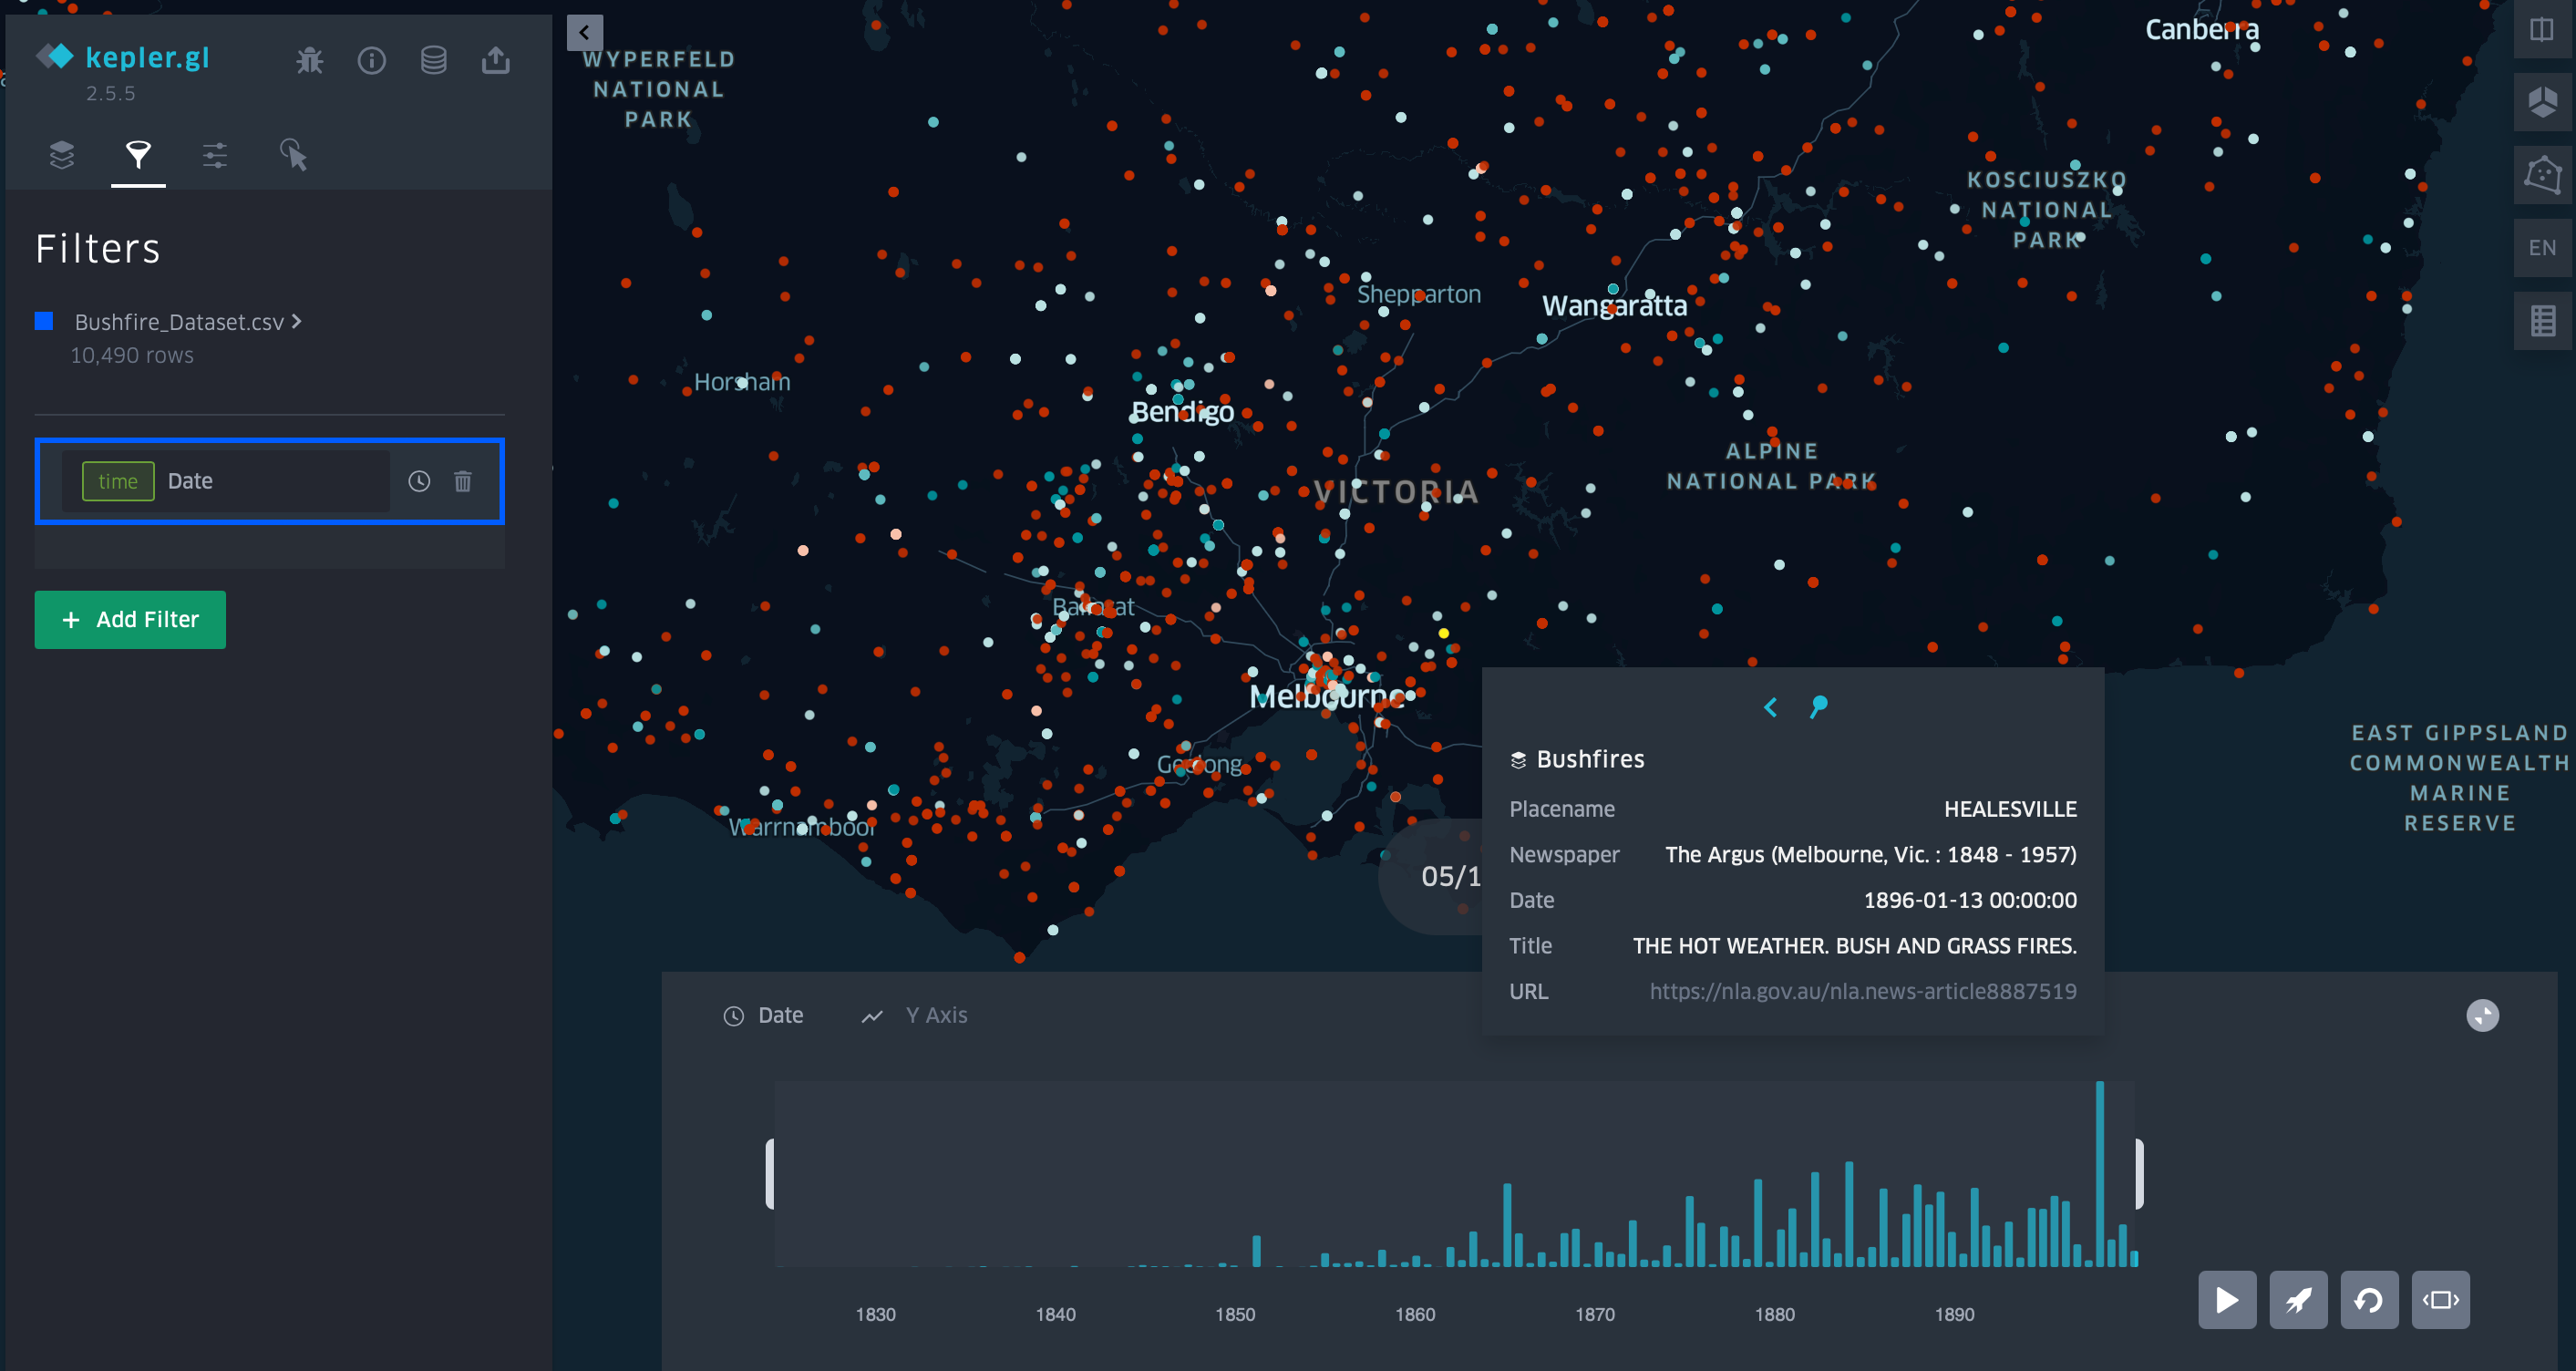 kepler.gl
2.5.5
Filters
Bushfire_Dataset.csv
10,490 rows
time Date
+ Add Filter
WYPERFELD
NATIONAL
PARK
Canberra
KOSCIUSZKO
NATIONAL
PARK
EN
Shepparton
Wangaratta
Horsham
Bendigo
ALPINE
NATIONAL PARK
VICTORIA
Ballarat
Melbourne
Geelong
Warrnambool
EAST GIPPSLAND
COMMONWEALTH
MARINE
RESERVE
05/1
Bushfires
Placename HEALESVILLE
Newspaper The Argus (Melbourne, Vic. : 1848 - 1957)
Date 1896-01-13 00:00:00
Title THE HOT WEATHER. BUSH AND GRASS FIRES.
URL https://nla.gov.au/nla.news-article8887519
Date Y Axis
1830 1840 1850 1860 1870 1880 1890